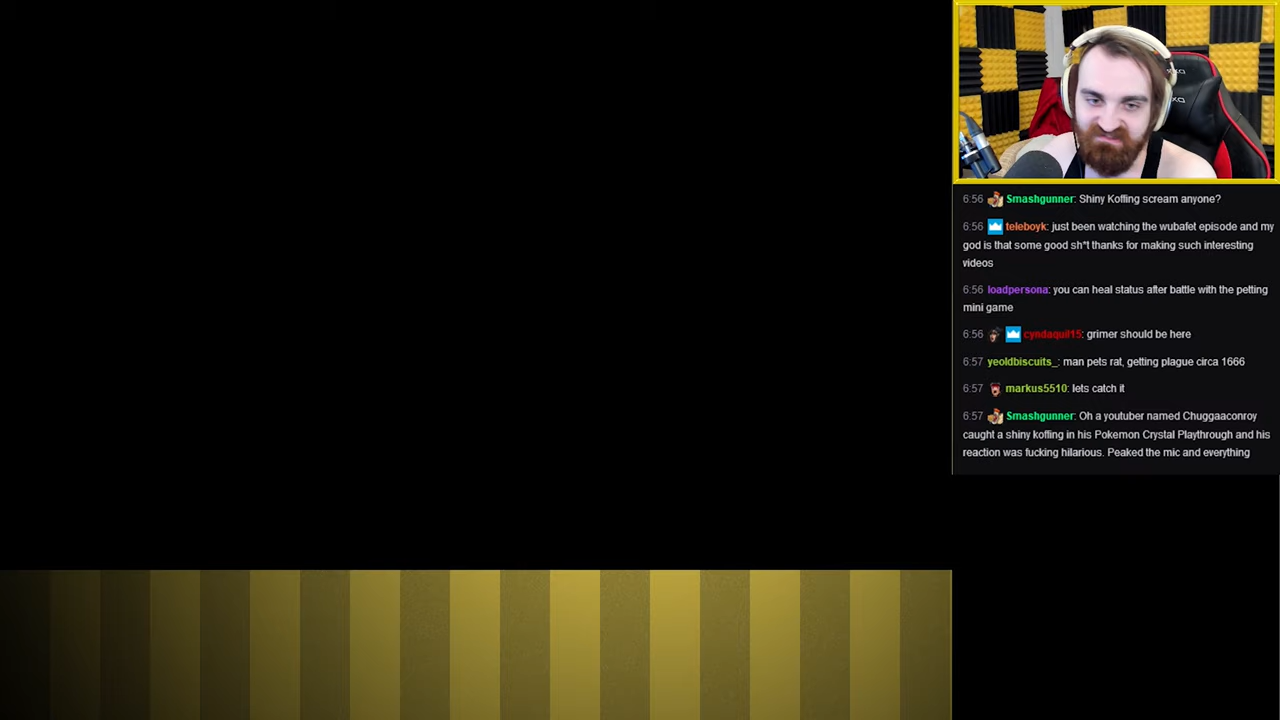 6:56 Smashgunner: Shiny Koffing scream anyone?
6:56 teleboyk: just been watching the wubafet episode and my
god is that some good sh*t thanks for making such interesting
videos
6:56 loadpersona: you can heal status after battle with the petting
mini game
6:56 cyndaquil15: grimer should be here
6:57 yeoldbiscuits_: man pets rat, getting plague circa 1666
6:57 markus5510: lets catch it
6:57 Smashgunner: Oh a youtuber named Chuggaaconroy
caught a shiny koffing in his Pokemon Crystal Playthrough and his
reaction was fucking hilarious. Peaked the mic and everything